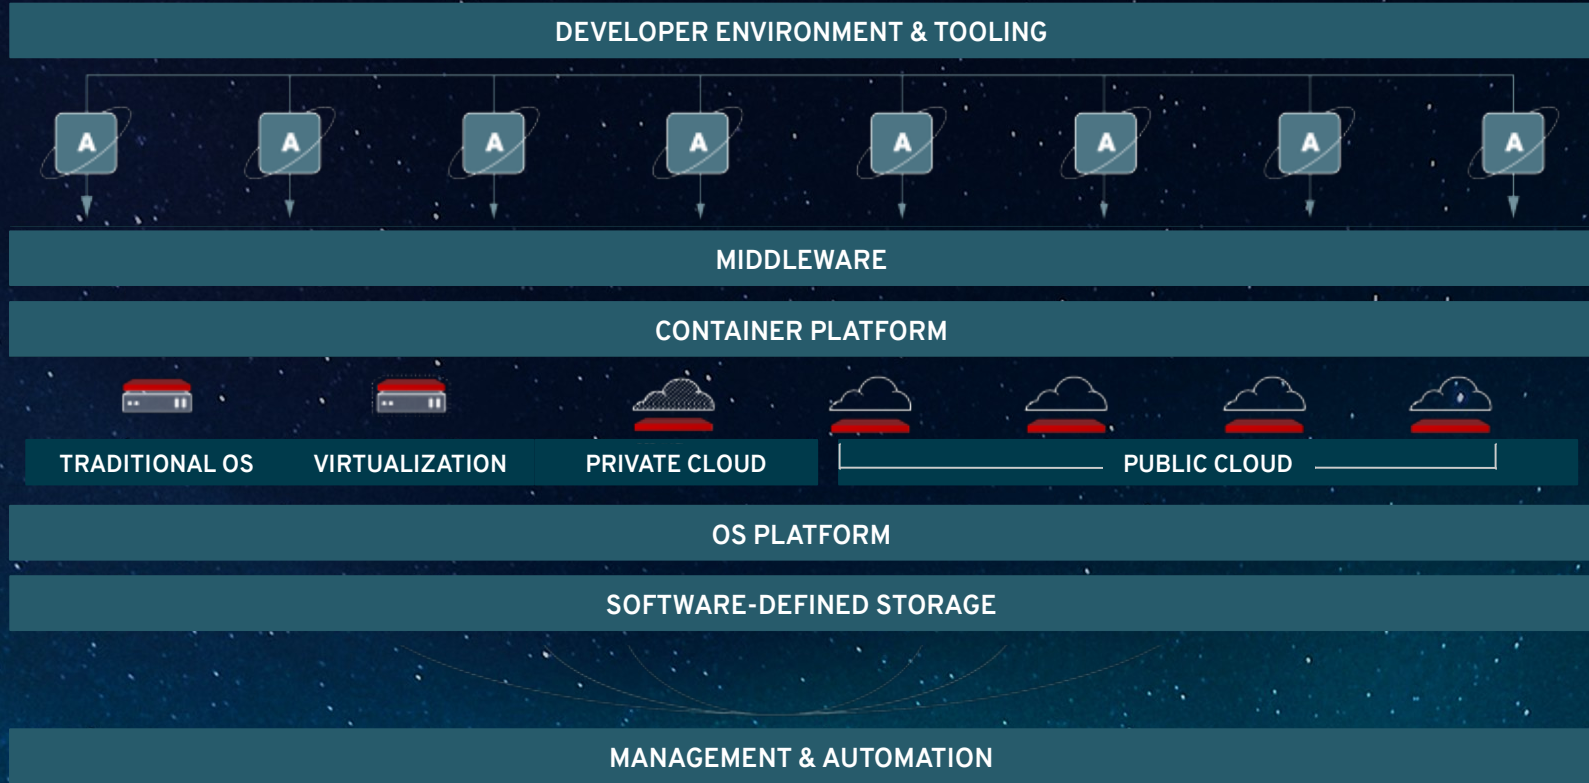 DEVELOPER ENVIRONMENT & TOOLING
A A A A A A A A
MIDDLEWARE
CONTAINER PLATFORM
TRADITIONAL OS VIRTUALIZATION PRIVATE CLOUD PUBLIC CLOUD
OS PLATFORM
SOFTWARE-DEFINED STORAGE
MANAGEMENT & AUTOMATION